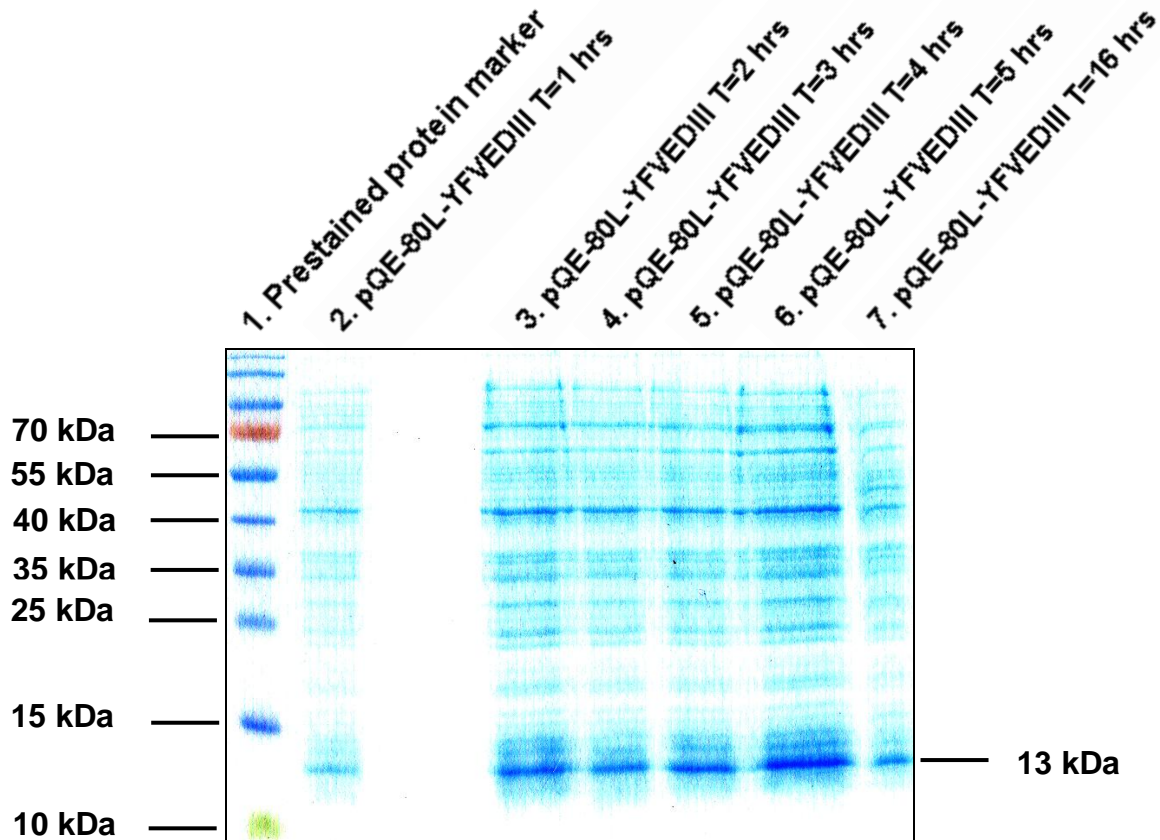 1. Prestained protein marker
2. pQE-80L-YFVEDIII T=1 hrs
3. pQE-80L-YFVEDIII T=2 hrs
4. pQE-80L-YFVEDIII T=3 hrs
5. pQE-80L-YFVEDIII T=4 hrs
6. pQE-80L-YFVEDIII T=5 hrs
7. pQE-80L-YFVEDIII T=16 hrs
70 kDa
55 kDa
40 kDa
35 kDa
25 kDa
15 kDa
13 kDa
10 kDa